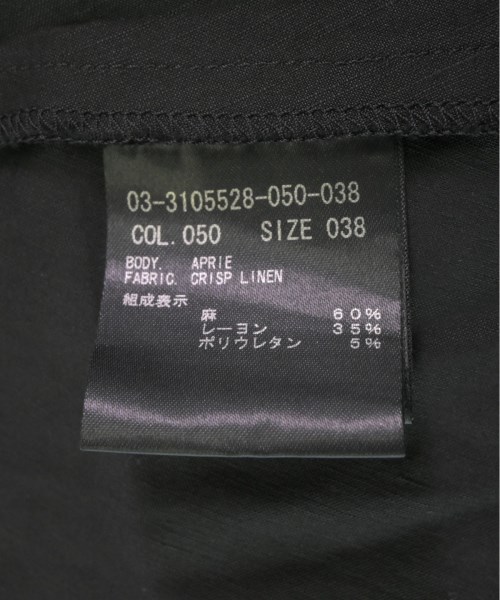 03-3105528-050-038
COL.050 SIZE 038
BODY. APRIE
FABRIC. CRISP LINEN
組成表示
麻 60%
レーヨン 35%
ポリウレタン 5%